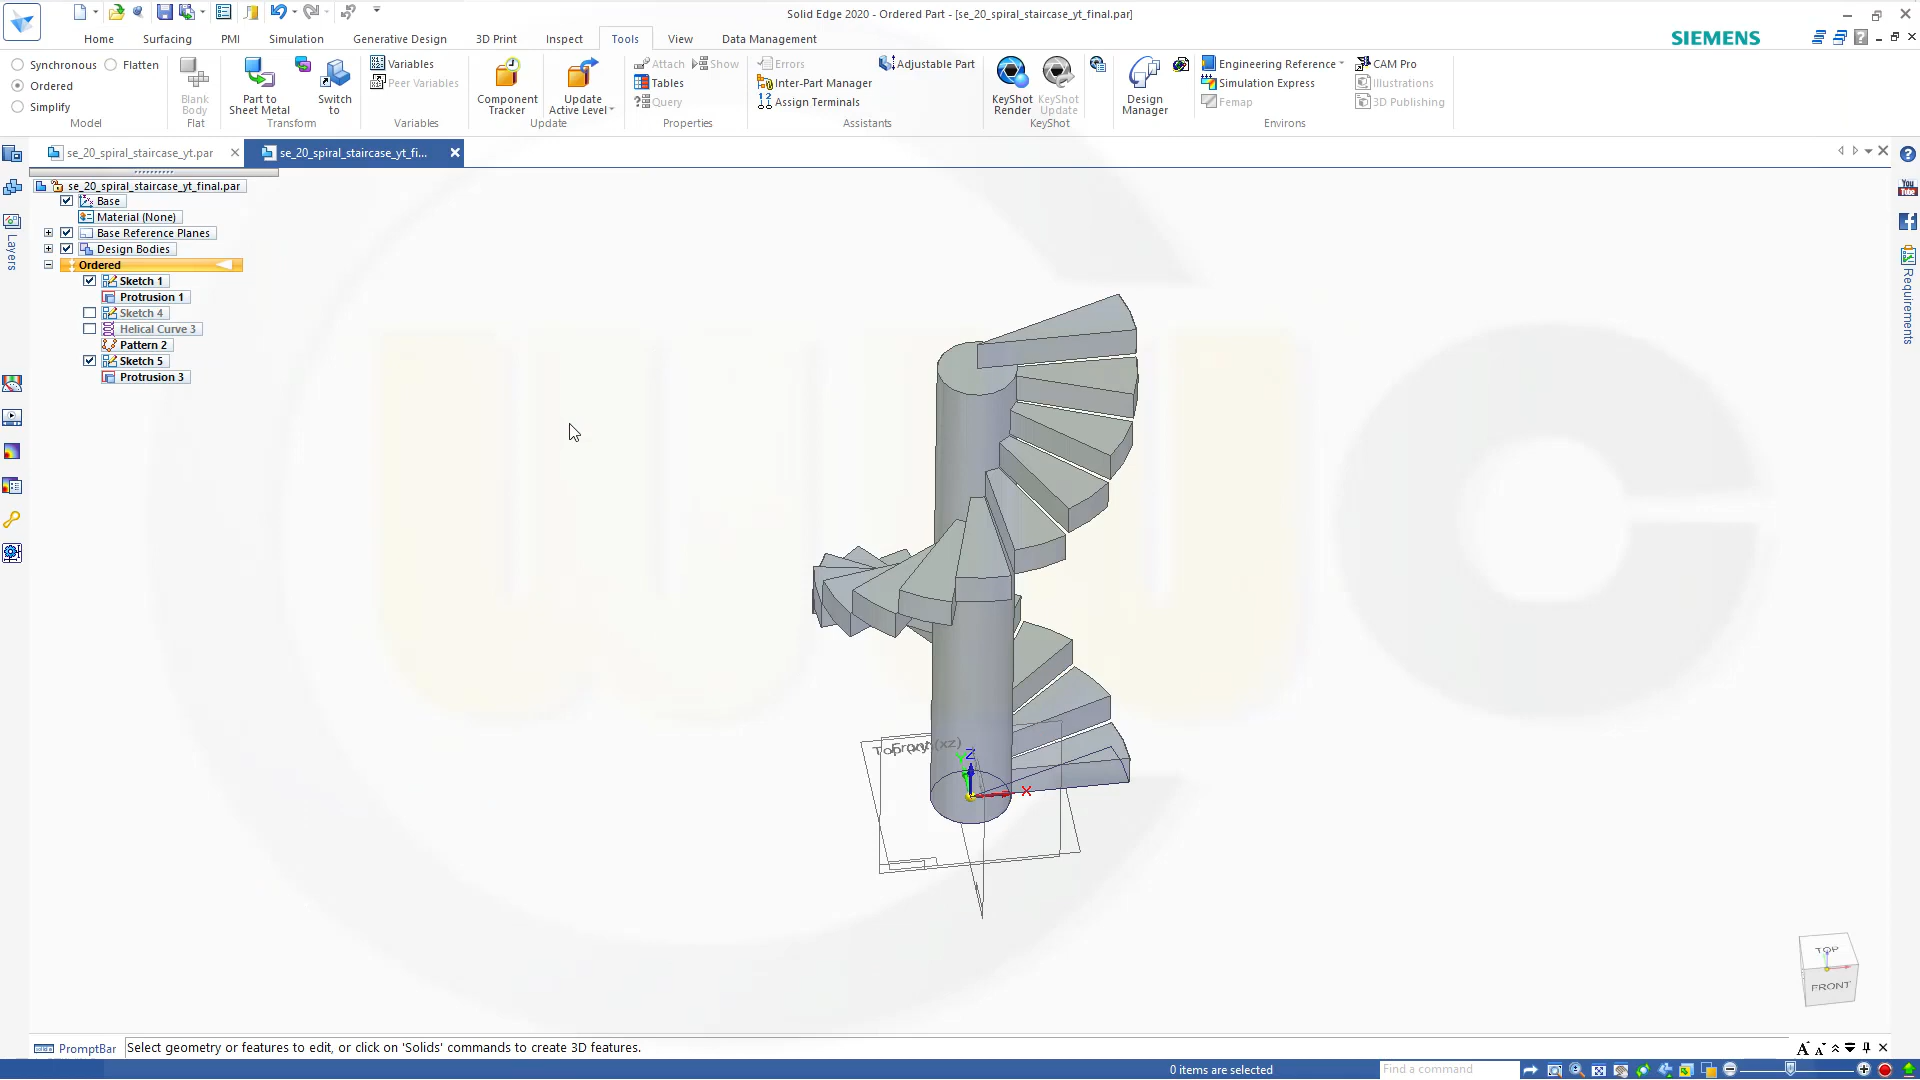 Solid Edge 2020 - Ordered Part - [se_20_spiral_staircase_yt_final.par]
Home Surfacing PMI Simulation Generative Design 3D Print Inspect Tools View Data Management
SIEMENS
Synchronous Flatten
Ordered
Simplify
Model
Blank Body
Flat
Part to Sheet Metal
Switch to
Transform
Variables
Peer Variables
Variables
Component Tracker
Update Active Level
Update
Attach Show
Tables
Query
Properties
Errors
Inter-Part Manager
Assign Terminals
Adjustable Part
Assistants
KeyShot Render
KeyShot Update
KeyShot
Design Manager
Engineering Reference
Simulation Express
Femap
CAM Pro
Illustrations
3D Publishing
Environs
se_20_spiral_staircase_yt.par
se_20_spiral_staircase_yt_fi...
se_20_spiral_staircase_yt_final.par
Base
Material (None)
Base Reference Planes
Design Bodies
Ordered
Sketch 1
Protrusion 1
Sketch 4
Helical Curve 3
Pattern 2
Sketch 5
Protrusion 3
Layers
You Tube
Requirements
Front (xz)
Z
Y
X
TOP
FRONT
PromptBar
Select geometry or features to edit, or click on 'Solids' commands to create 3D features.
0 items are selected
Find a command